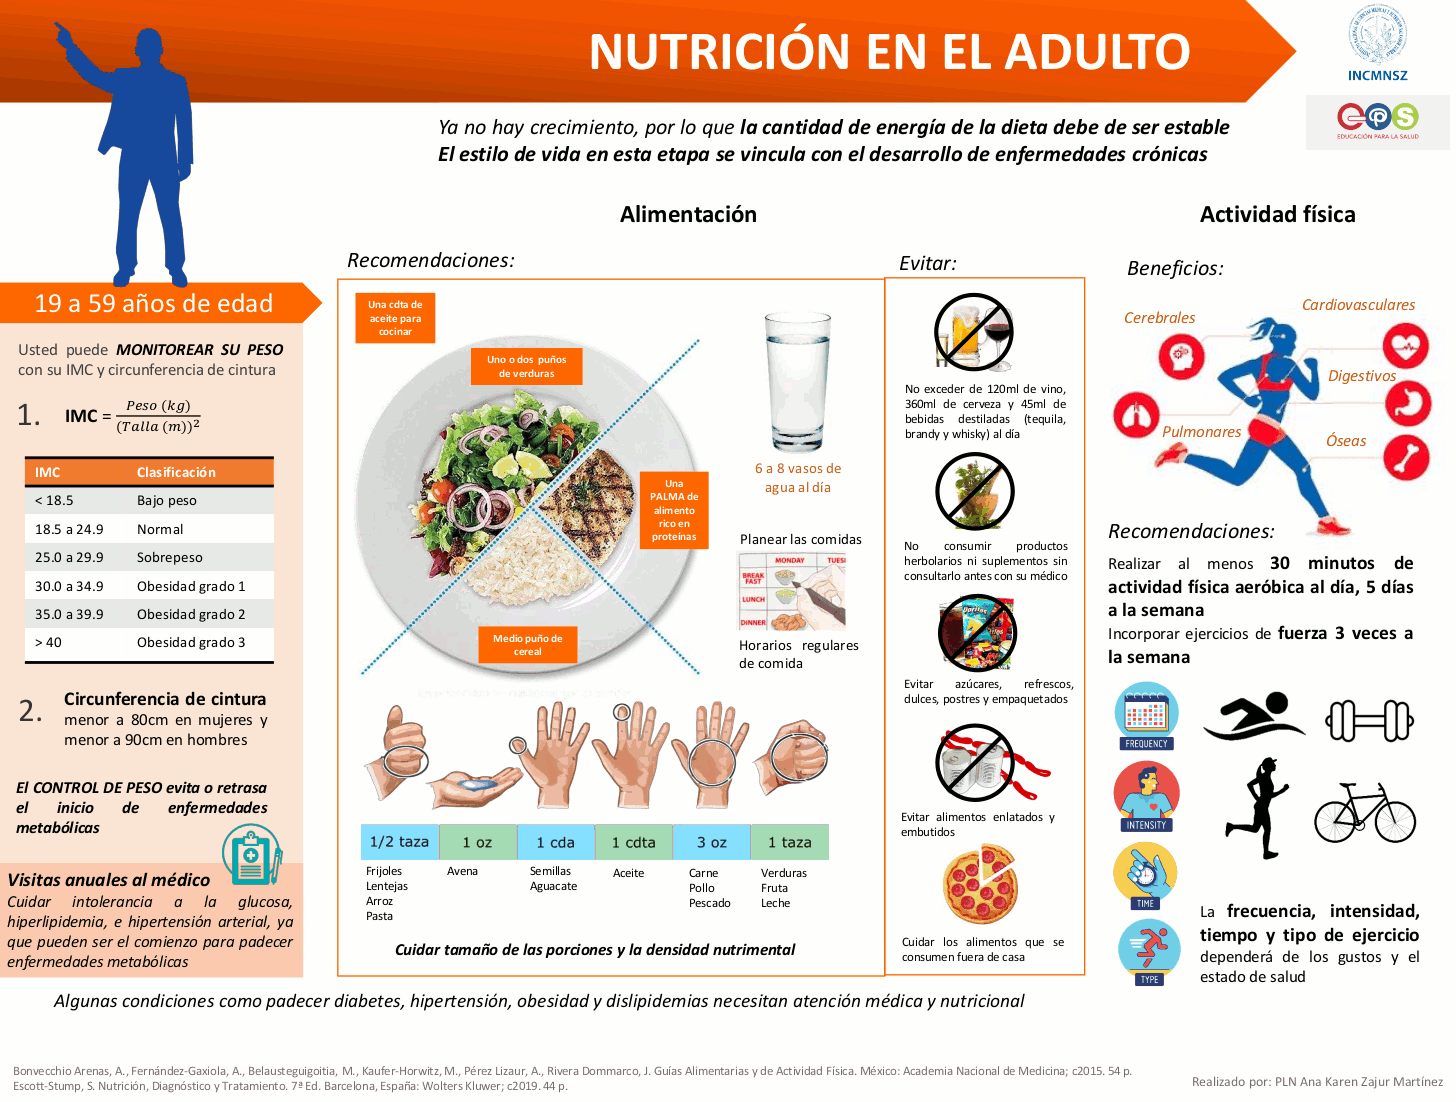 NUTRICIÓN EN EL ADULTO
INCMNSZ
eps
EDUCACIÓN PARA LA SALUD
Ya no hay crecimiento, por lo que la cantidad de energía de la dieta debe de ser estable
El estilo de vida en esta etapa se vincula con el desarrollo de enfermedades crónicas
19 a 59 años de edad
Usted puede MONITOREAR SU PESO
con su IMC y circunferencia de cintura
1. IMC = Peso (kg) / (Talla (m))²
IMC Clasificación
< 18.5 Bajo peso
18.5 a 24.9 Normal
25.0 a 29.9 Sobrepeso
30.0 a 34.9 Obesidad grado 1
35.0 a 39.9 Obesidad grado 2
> 40 Obesidad grado 3
2. Circunferencia de cintura
menor a 80cm en mujeres y
menor a 90cm en hombres
El CONTROL DE PESO evita o retrasa
el inicio de enfermedades
metabólicas
Visitas anuales al médico
Cuidar intolerancia a la glucosa,
hiperlipidemia, e hipertensión arterial, ya
que pueden ser el comienzo para padecer
enfermedades metabólicas
Alimentación
Recomendaciones:
Una cdta de
aceite para
cocinar
Uno o dos puños
de verduras
Una
PALMA de
alimento
rico en
proteínas
Medio puño de
cereal
6 a 8 vasos de
agua al día
Planear las comidas
MONDAY TUES
BREAK
FAST
LUNCH
DINNER
Horarios regulares
de comida
1/2 taza 1 oz 1 cda 1 cdta 3 oz 1 taza
Frijoles
Lentejas
Arroz
Pasta
Avena
Semillas
Aguacate
Aceite
Carne
Pollo
Pescado
Verduras
Fruta
Leche
Cuidar tamaño de las porciones y la densidad nutrimental
Evitar:
No exceder de 120ml de vino,
360ml de cerveza y 45ml de
bebidas destiladas (tequila,
brandy y whisky) al día
No consumir productos
herbolarios ni suplementos sin
consultarlo antes con su médico
Doritos
Evitar azúcares, refrescos,
dulces, postres y empaquetados
Evitar alimentos enlatados y
embutidos
Cuidar los alimentos que se
consumen fuera de casa
Actividad física
Beneficios:
Cerebrales
Cardiovasculares
Digestivos
Pulmonares
Óseas
Recomendaciones:
Realizar al menos 30 minutos de
actividad física aeróbica al día, 5 días
a la semana
Incorporar ejercicios de fuerza 3 veces a
la semana
FREQUENCY
INTENSITY
TIME
TYPE
La frecuencia, intensidad,
tiempo y tipo de ejercicio
dependerá de los gustos y el
estado de salud
Algunas condiciones como padecer diabetes, hipertensión, obesidad y dislipidemias necesitan atención médica y nutricional
Bonvecchio Arenas, A., Fernández-Gaxiola, A., Belausteguigoitia, M., Kaufer-Horwitz, M., Pérez Lizaur, A., Rivera Dommarco, J. Guías Alimentarias y de Actividad Física. México: Academia Nacional de Medicina; c2015. 54 p.
Escott-Stump, S. Nutrición, Diagnóstico y Tratamiento. 7ª Ed. Barcelona, España: Wolters Kluwer; c2019. 44 p.
Realizado por: PLN Ana Karen Zajur Martínez